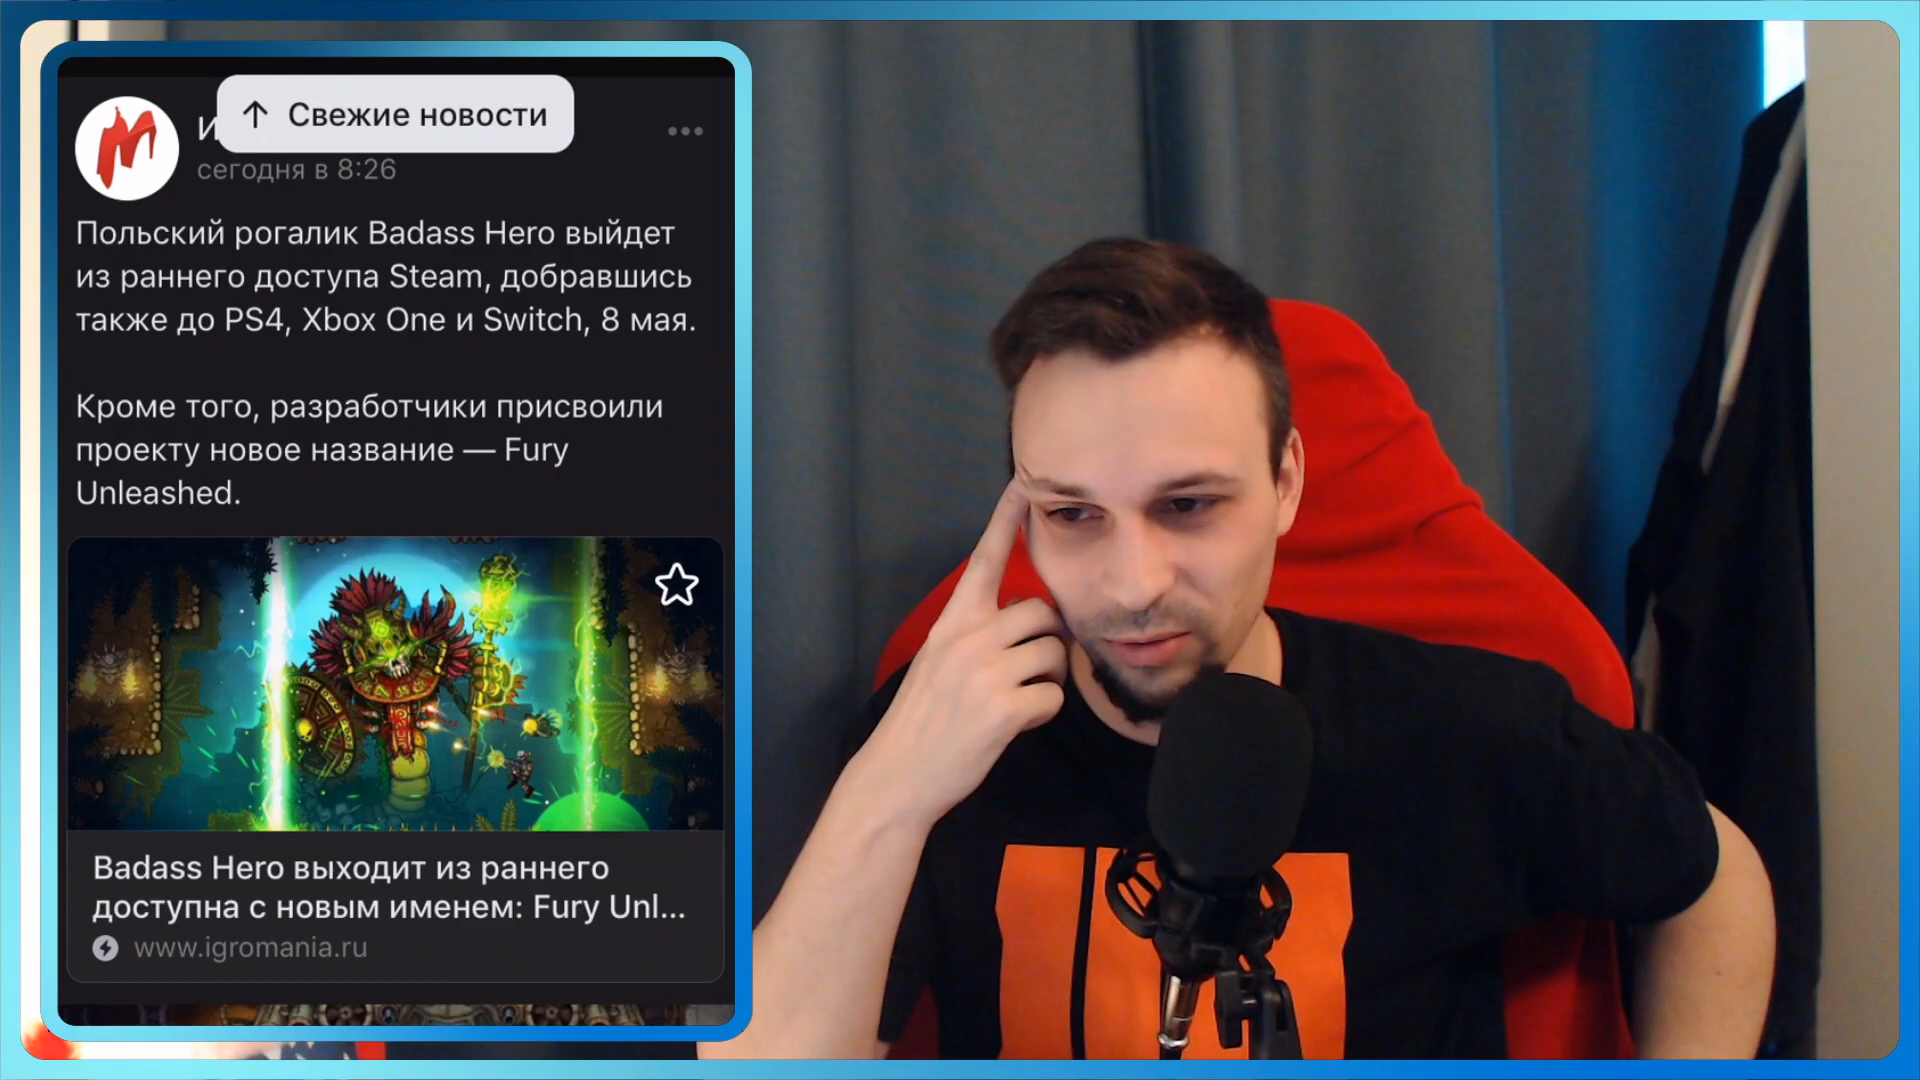 Свежие новости
сегодня в 8:26
Польский рогалик Badass Hero выйдет
из раннего доступа Steam, добравшись
также до PS4, Xbox One и Switch, 8 мая.
Кроме того, разработчики присвоили
проекту новое название — Fury
Unleashed.
Badass Hero выходит из раннего
доступна с новым именем: Fury Unl...
www.igromania.ru